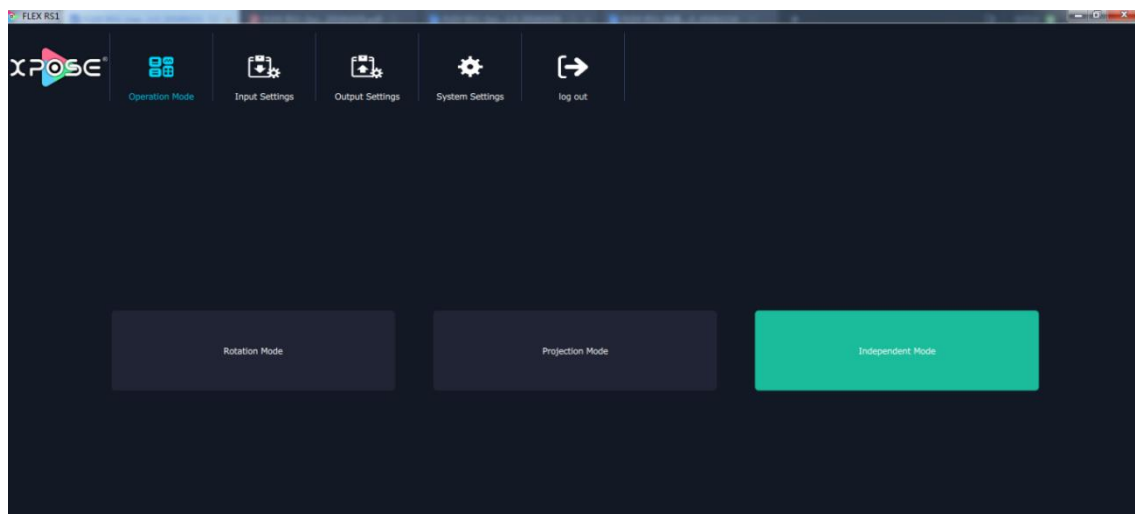 FLEX RS1
XPOSE®
Operation Mode
Input Settings
Output Settings
System Settings
log out
Rotation Mode
Projection Mode
Independent Mode